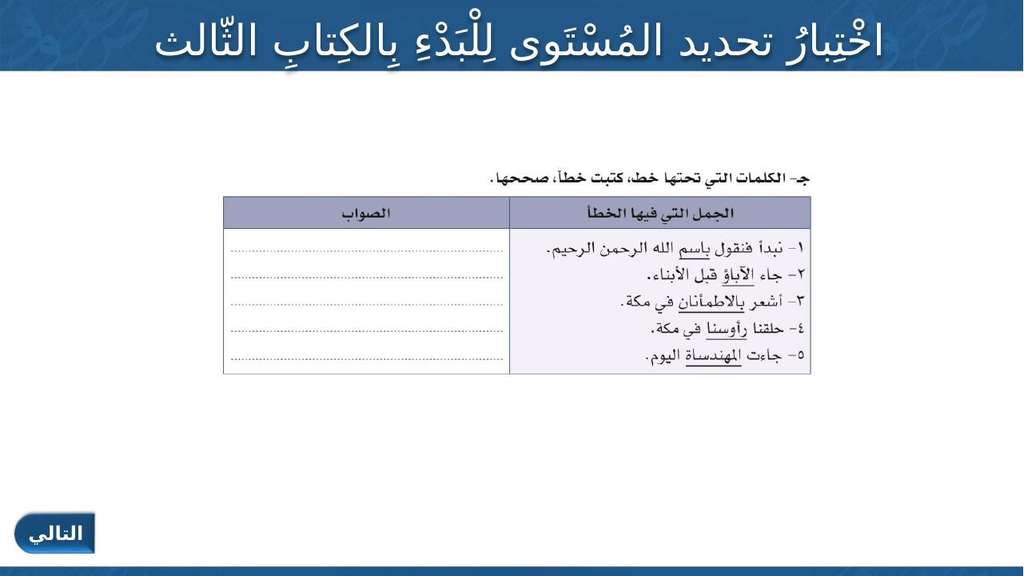 اخْتِبارُ تحديد المُسْتَوى لِلْبَدْءِ بِالكِتابِ الثّالث
جـ- الكلمات التي تحتها خط، كتبت خطأ، صححها.
الجمل التي فيها الخطأ
الصواب
١- نبدأ فنقول باسم الله الرحمن الرحيم.
٢- جاء الآباؤ قبل الأبناء.
٣- أشعر بالاطمأنان في مكة.
٤- حلقنا رأوسنا في مكة.
٥- جاءت المهندساة اليوم.
التالي